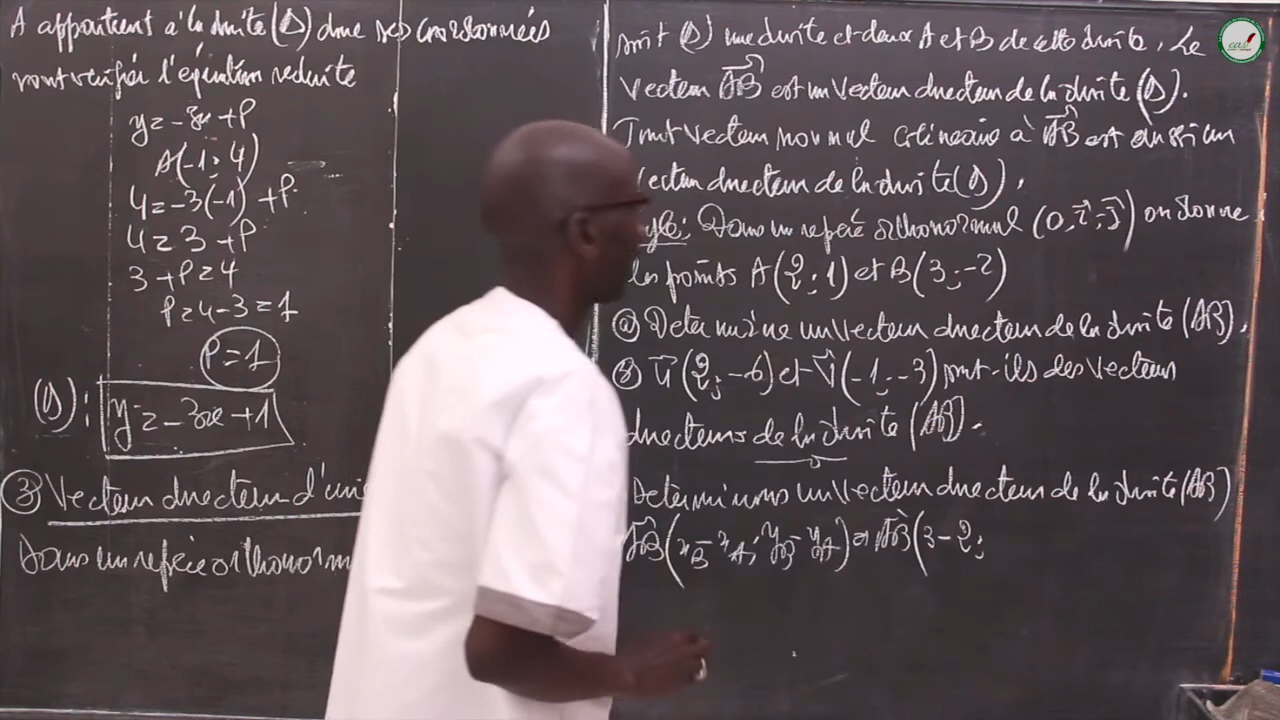 A appartient à la droite (Δ) donc ses coordonnées
vont vérifier l'équation réduite
y = -3x + P
A(-1; 4)
4 = -3(-1) + P
4 = 3 + P
3 + P = 4
P = 4 - 3 = 1
P = 1
(Δ): y = -3x + 1
③ Vecteur directeur d'une
Dans un repère orthonorm
soit (Δ) une droite et deux A et B de cette droite. Le
vecteur AB est un vecteur directeur de la droite (Δ).
Tout vecteur non nul colinéaire à AB est aussi un
vecteur directeur de la droite (Δ).
Dans un repère orthonormal (O, i, j) on donne
les points A(2; 1) et B(3; -2)
ⓐ Détermine un vecteur directeur de la droite (AB).
U(2; -6) et V(-1; -3) sont-ils des vecteurs
directeurs de la droite (AB).
Déterminons un vecteur directeur de la droite (AB)
AB(xB - xA; yB - yA) AB(3 - 2;